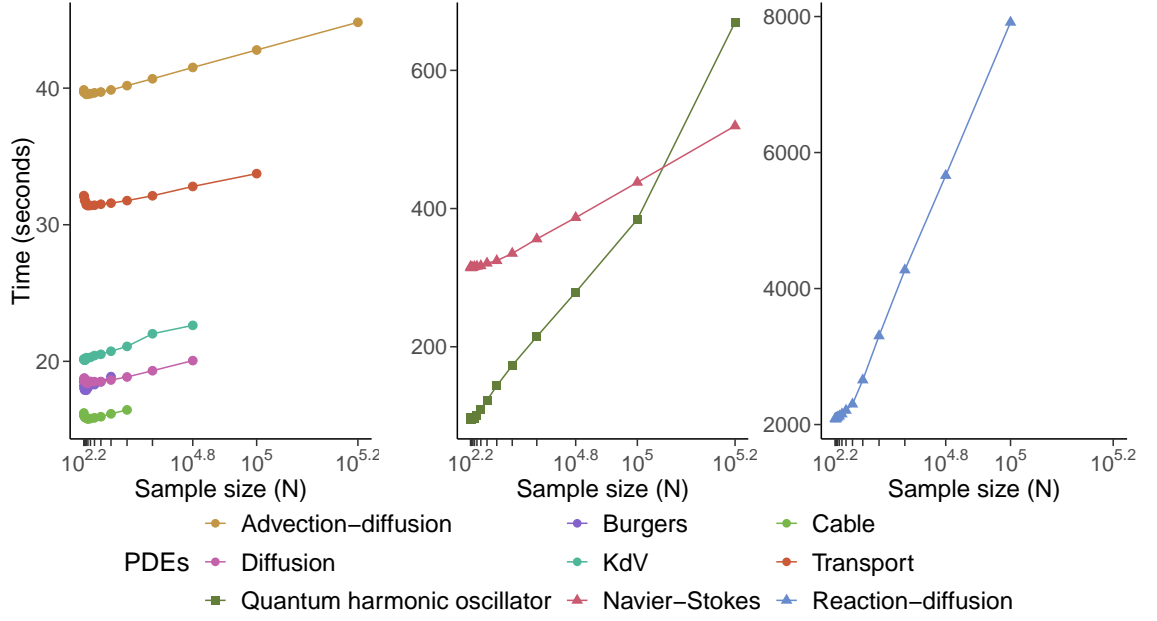 Time (seconds)
40
30
20
10^2.2 10^4.8 10^5 10^5.2
Sample size (N)
600
400
200
10^2.2 10^4.8 10^5 10^5.2
Sample size (N)
8000
6000
4000
2000
10^2.2 10^4.8 10^5 10^5.2
Sample size (N)
PDEs
Advection−diffusion Burgers Cable
Diffusion KdV Transport
Quantum harmonic oscillator Navier−Stokes Reaction−diffusion